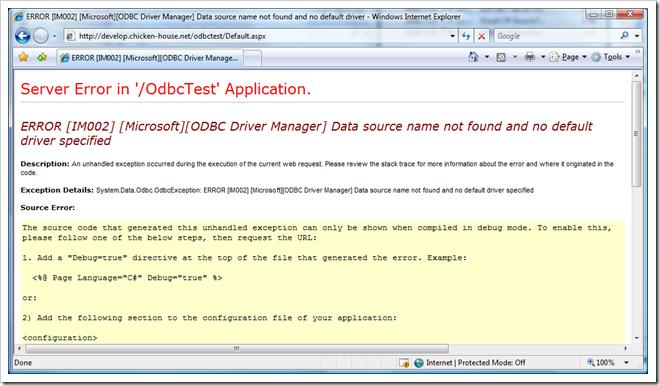 ERROR [IM002] [Microsoft][ODBC Driver Manager] Data source name not found and no default driver - Windows Internet Explorer
http://develop.chicken-house.net/odbctest/Default.aspx
Google
ERROR [IM002] [Microsoft][ODBC Driver Manage...
Page
Tools
Server Error in '/OdbcTest' Application.
ERROR [IM002] [Microsoft][ODBC Driver Manager] Data source name not found and no default
driver specified
Description: An unhandled exception occurred during the execution of the current web request. Please review the stack trace for more information about the error and where it originated in the
code.
Exception Details: System.Data.Odbc.OdbcException: ERROR [IM002] [Microsoft][ODBC Driver Manager] Data source name not found and no default driver specified
Source Error:
The source code that generated this unhandled exception can only be shown when compiled in debug mode. To enable this,
please follow one of the below steps, then request the URL:
1. Add a "Debug=true" directive at the top of the file that generated the error. Example:
<%@ Page Language="C#" Debug="true" %>
or:
2) Add the following section to the configuration file of your application:
<configuration>
Done
Internet | Protected Mode: Off
100%